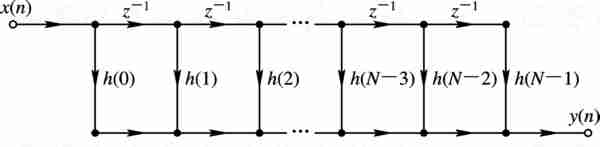 x(n) z⁻¹ z⁻¹ ... z⁻¹ z⁻¹
h(0) h(1) h(2) h(N−3) h(N−2) h(N−1)
... y(n)